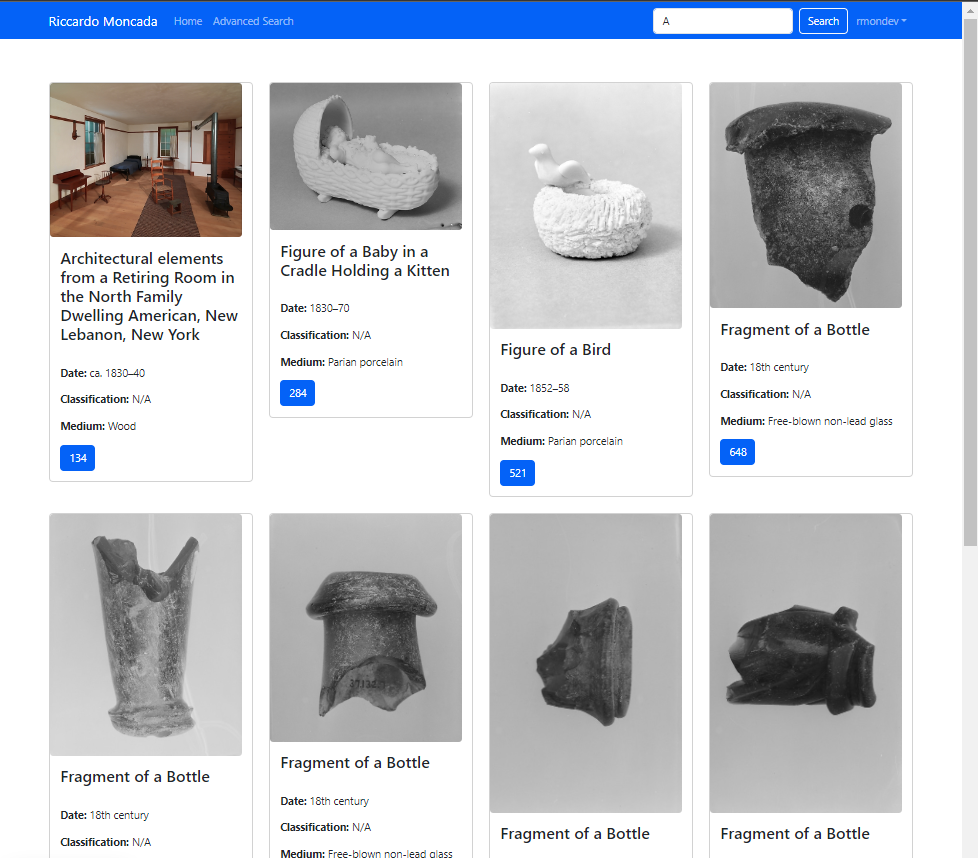 Riccardo Moncada Home Advanced Search A Search rmondev
Architectural elements
from a Retiring Room in
the North Family
Dwelling American, New
Lebanon, New York
Date: ca. 1830–40
Classification: N/A
Medium: Wood
134
Figure of a Baby in a
Cradle Holding a Kitten
Date: 1830–70
Classification: N/A
Medium: Parian porcelain
284
Figure of a Bird
Date: 1852–58
Classification: N/A
Medium: Parian porcelain
521
Fragment of a Bottle
Date: 18th century
Classification: N/A
Medium: Free-blown non-lead glass
648
Fragment of a Bottle
Date: 18th century
Classification: N/A
Fragment of a Bottle
Date: 18th century
Classification: N/A
Medium: Free-blown non-lead glass
Fragment of a Bottle
Fragment of a Bottle